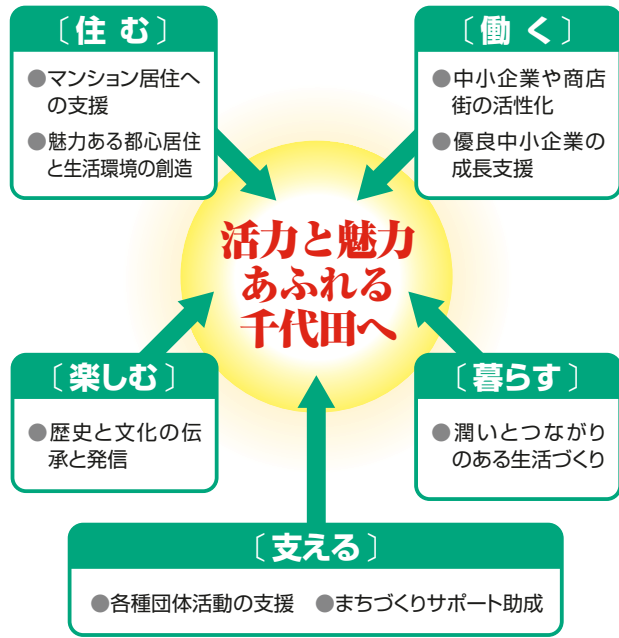 〔住む〕
●マンション居住へ
の支援
●魅力ある都心居住
と生活環境の創造
〔働く〕
●中小企業や商店
街の活性化
●優良中小企業の
成長支援
活力と魅力
あふれる
千代田へ
〔楽しむ〕
●歴史と文化の伝
承と発信
〔暮らす〕
●潤いとつながり
のある生活づくり
〔支える〕
●各種団体活動の支援 ●まちづくりサポート助成